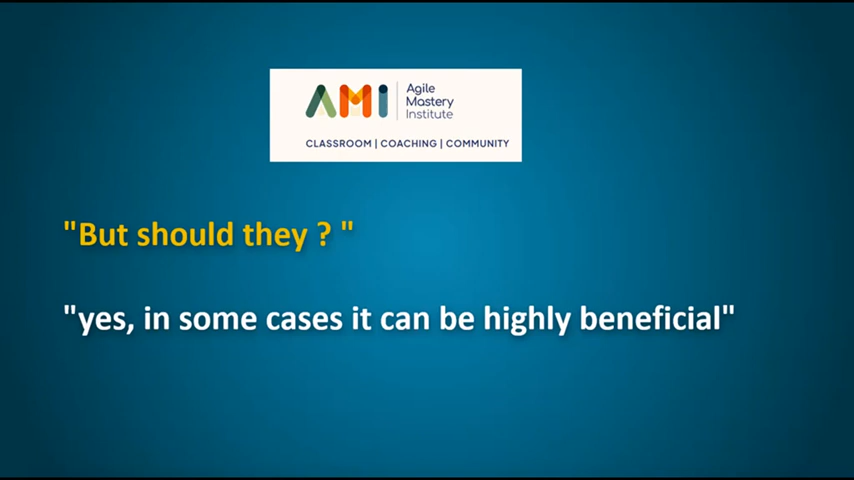 AMI
Agile
Mastery
Institute
CLASSROOM | COACHING | COMMUNITY
"But should they ? "
"yes, in some cases it can be highly beneficial"